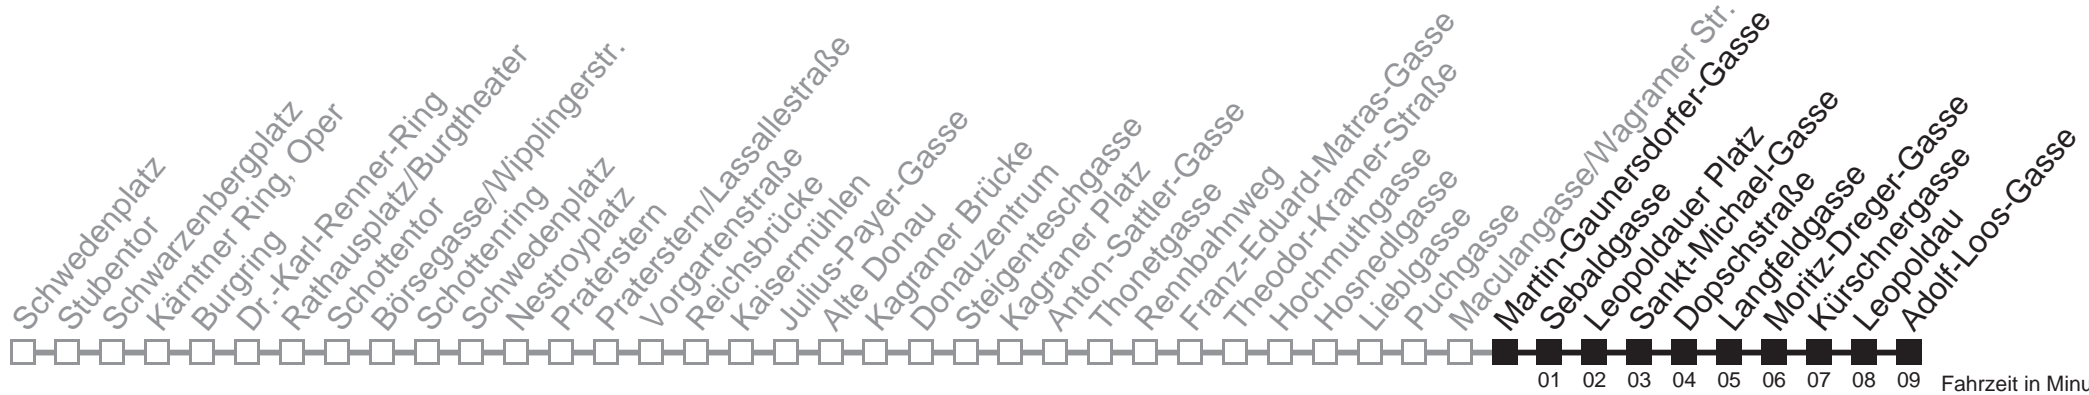 Schwedenplatz
Stubentor
Schwarzenbergplatz
Kärntner Ring, Oper
Burgring
Dr.-Karl-Renner-Ring
Rathausplatz/Burgtheater
Schottentor
Börsegasse/Wipplingerstr.
Schottenring
Schwedenplatz
Nestroyplatz
Praterstern
Praterstern/Lassallestraße
Vorgartenstraße
Reichsbrücke
Kaisermühlen
Julius-Payer-Gasse
Alte Donau
Kagraner Brücke
Donauzentrum
Steigenteschgasse
Kagraner Platz
Anton-Sattler-Gasse
Thonetgasse
Rennbahnweg
Franz-Eduard-Matras-Gasse
Theodor-Kramer-Straße
Hochmuthgasse
Hosnedlgasse
Lieblgasse
Puchgasse
Maculangasse/Wagramer Str.
Martin-Gaunersdorfer-Gasse
Sebaldgasse
Leopoldauer Platz
Sankt-Michael-Gasse
Dopschstraße
Langfeldgasse
Moritz-Dreger-Gasse
Kürschnergasse
Leopoldau
Adolf-Loos-Gasse
01 02 03 04 05 06 07 08 09 Fahrzeit in Minu